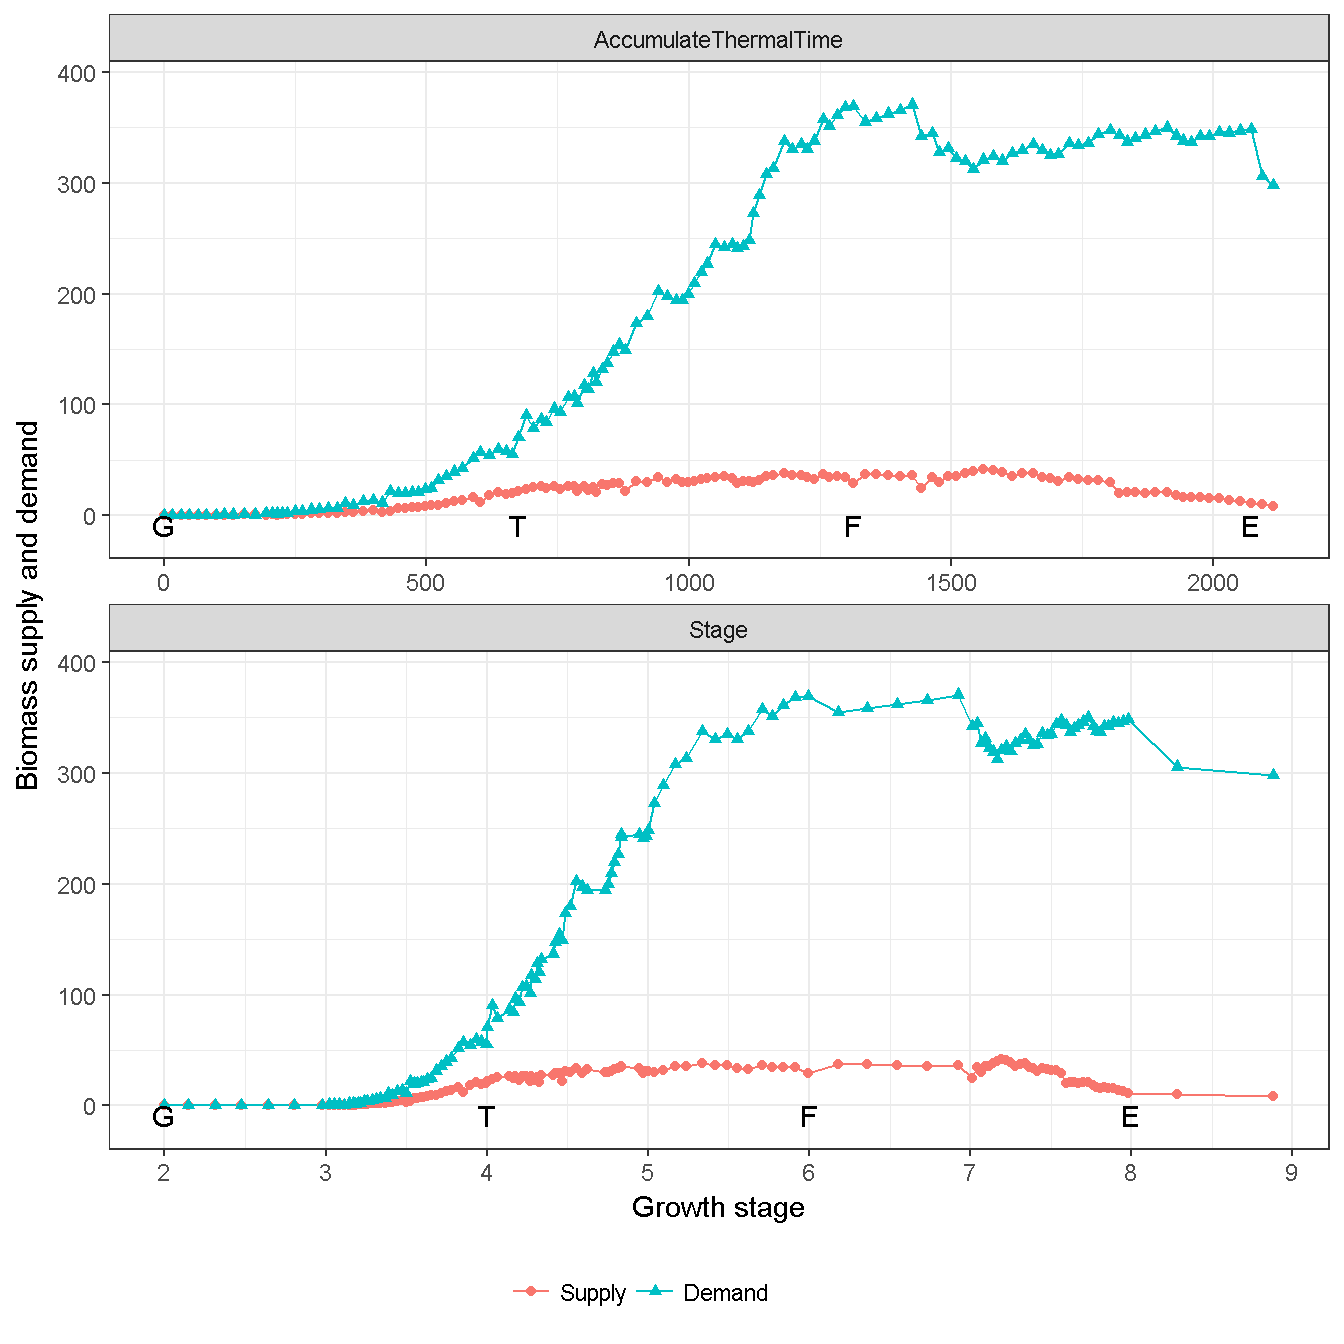 AccumulateThermalTime
400
300
200
100
0
G T F E
0 500 1000 1500 2000
Biomass supply and demand
Stage
400
300
200
100
0
G T F E
2 3 4 5 6 7 8 9
Growth stage
Supply Demand